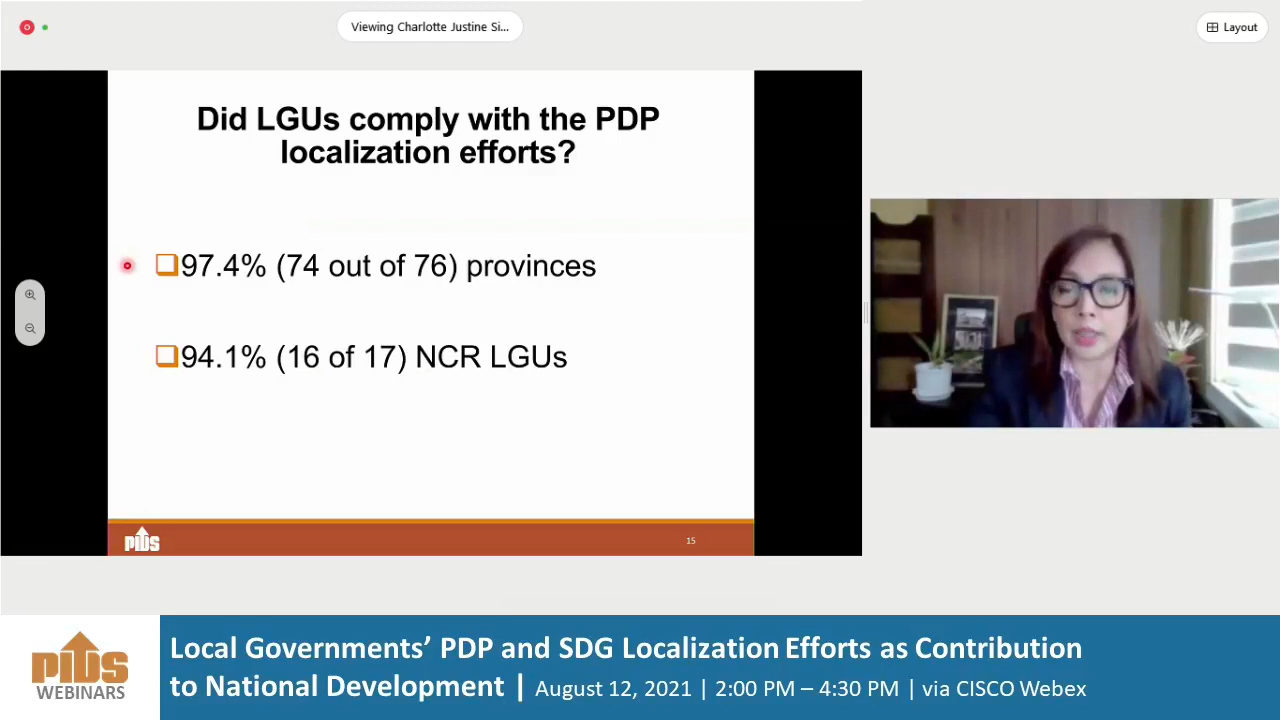 Viewing Charlotte Justine Si...
Layout
Did LGUs comply with the PDP
localization efforts?
97.4% (74 out of 76) provinces
94.1% (16 of 17) NCR LGUs
PIDS
15
PIDS
WEBINARS
Local Governments’ PDP and SDG Localization Efforts as Contribution
to National Development | August 12, 2021 | 2:00 PM – 4:30 PM | via CISCO Webex